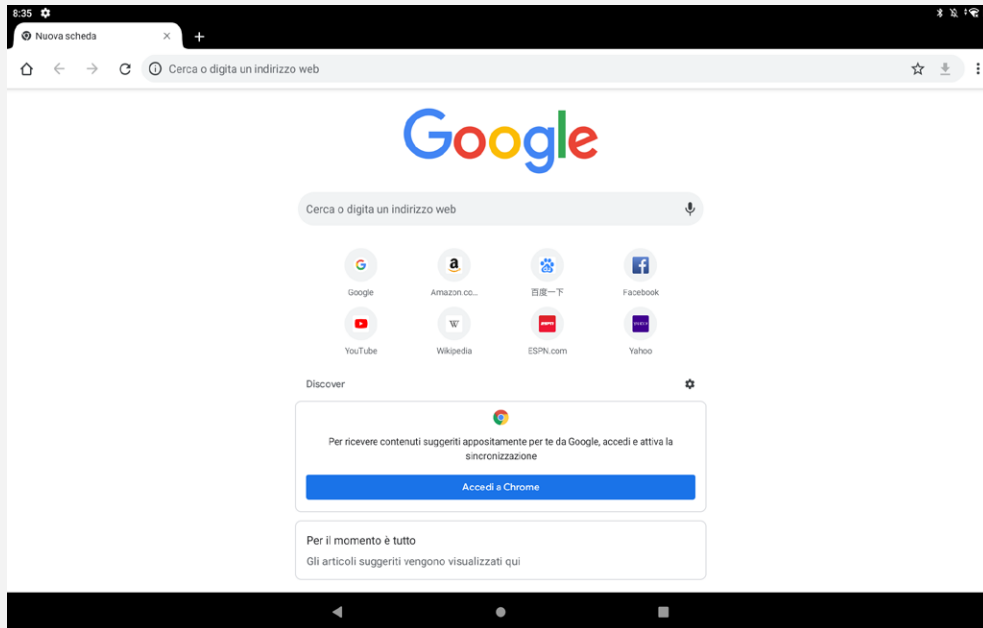 8:35
Nuova scheda
Cerca o digita un indirizzo web
Google
Cerca o digita un indirizzo web
Google
Amazon.co...
百度一下
Facebook
YouTube
Wikipedia
ESPN.com
Yahoo
Discover
Per ricevere contenuti suggeriti appositamente per te da Google, accedi e attiva la
sincronizzazione
Accedi a Chrome
Per il momento è tutto
Gli articoli suggeriti vengono visualizzati qui